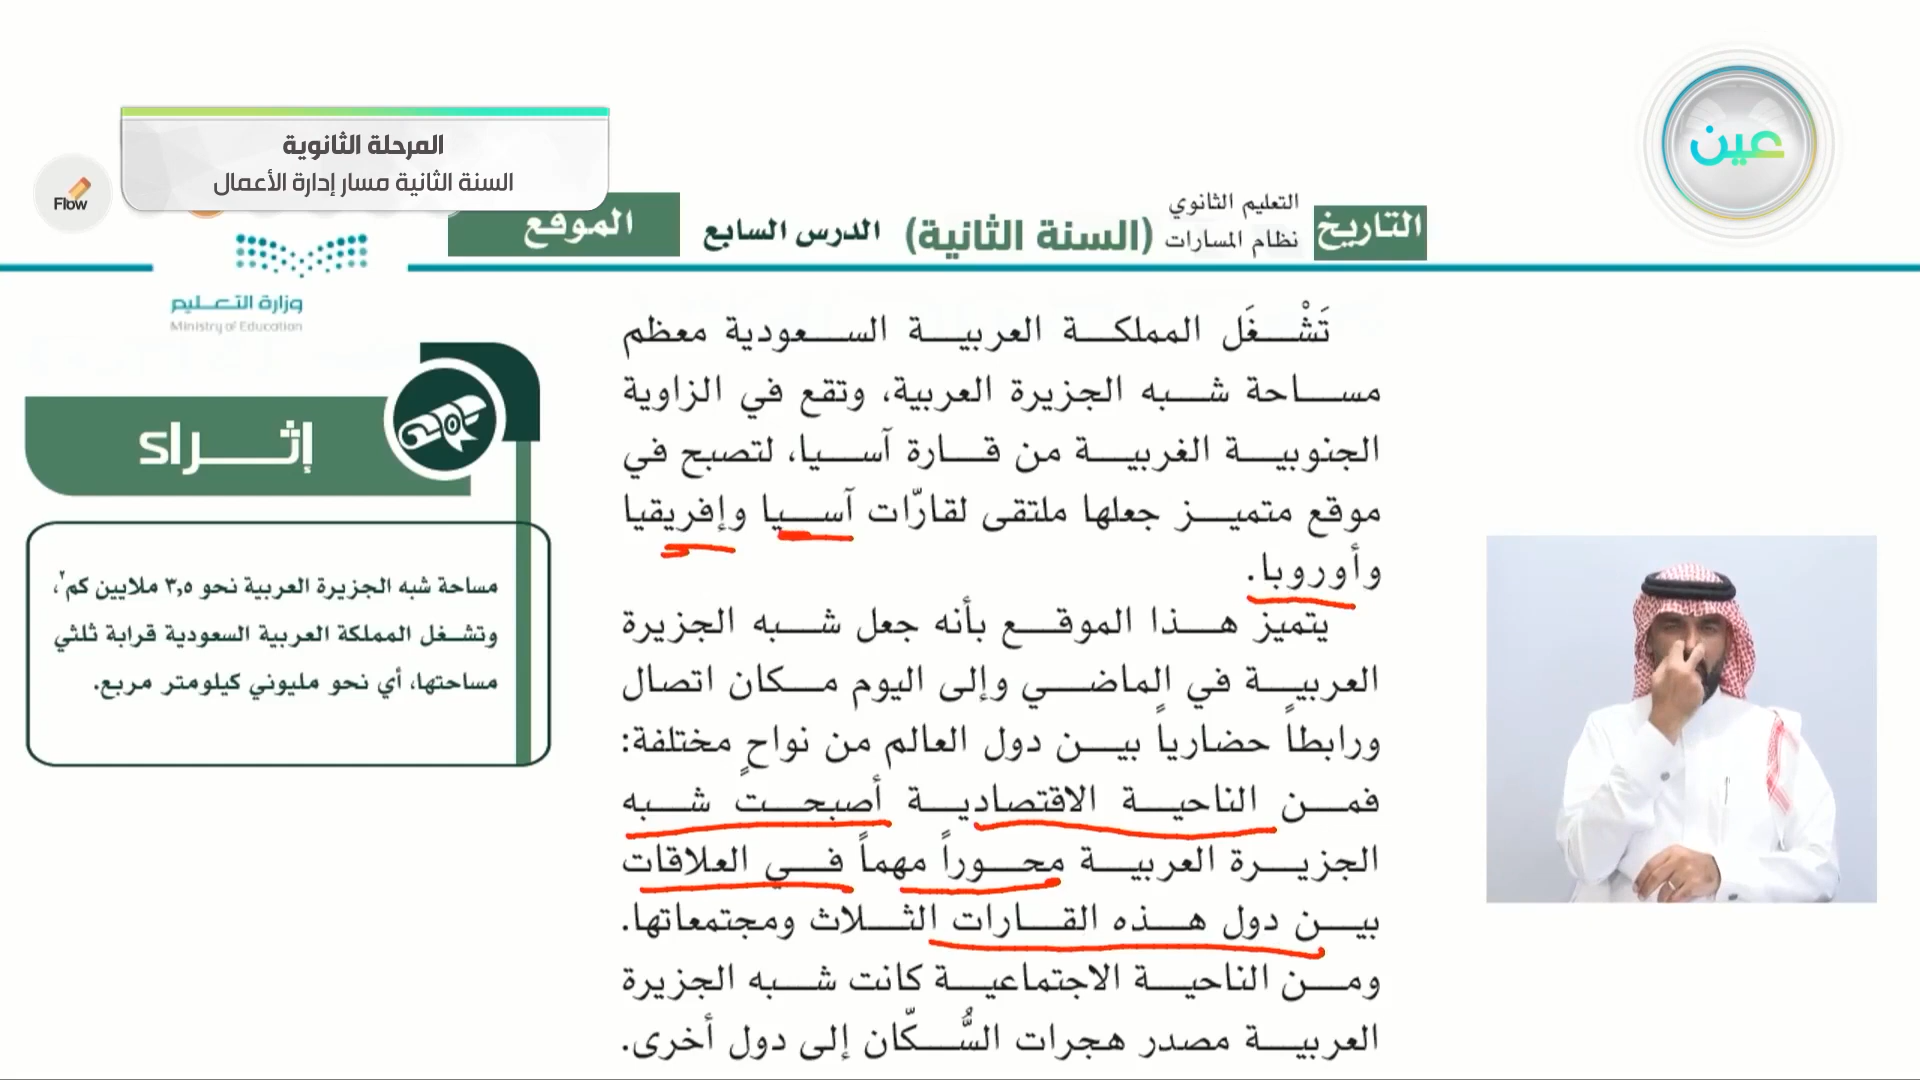 عين
المرحلة الثانوية
السنة الثانية مسار إدارة الأعمال
Flow
التاريخ
التعليم الثانوي
نظام المسارات
(السنة الثانية)
الدرس السابع
الموقع
وزارة التعليم
Ministry of Education
تَشْغَل المملكة العربية السعودية معظم
مساحة شبه الجزيرة العربية، وتقع في الزاوية
الجنوبية الغربية من قارة آسيا، لتصبح في
موقع متميز جعلها ملتقى لقارّات آسيا وإفريقيا
وأوروبا.
يتميز هذا الموقع بأنه جعل شبه الجزيرة
العربية في الماضي وإلى اليوم مكان اتصال
ورابطاً حضارياً بين دول العالم من نواحٍ مختلفة:
فمن الناحية الاقتصادية أصبحت شبه
الجزيرة العربية محوراً مهماً في العلاقات
بين دول هذه القارات الثلاث ومجتمعاتها.
ومن الناحية الاجتماعية كانت شبه الجزيرة
العربية مصدر هجرات السُّكّان إلى دول أخرى.
إثراء
مساحة شبه الجزيرة العربية نحو ٣,٥ ملايين كم٢،
وتشغل المملكة العربية السعودية قرابة ثلثي
مساحتها، أي نحو مليوني كيلومتر مربع.